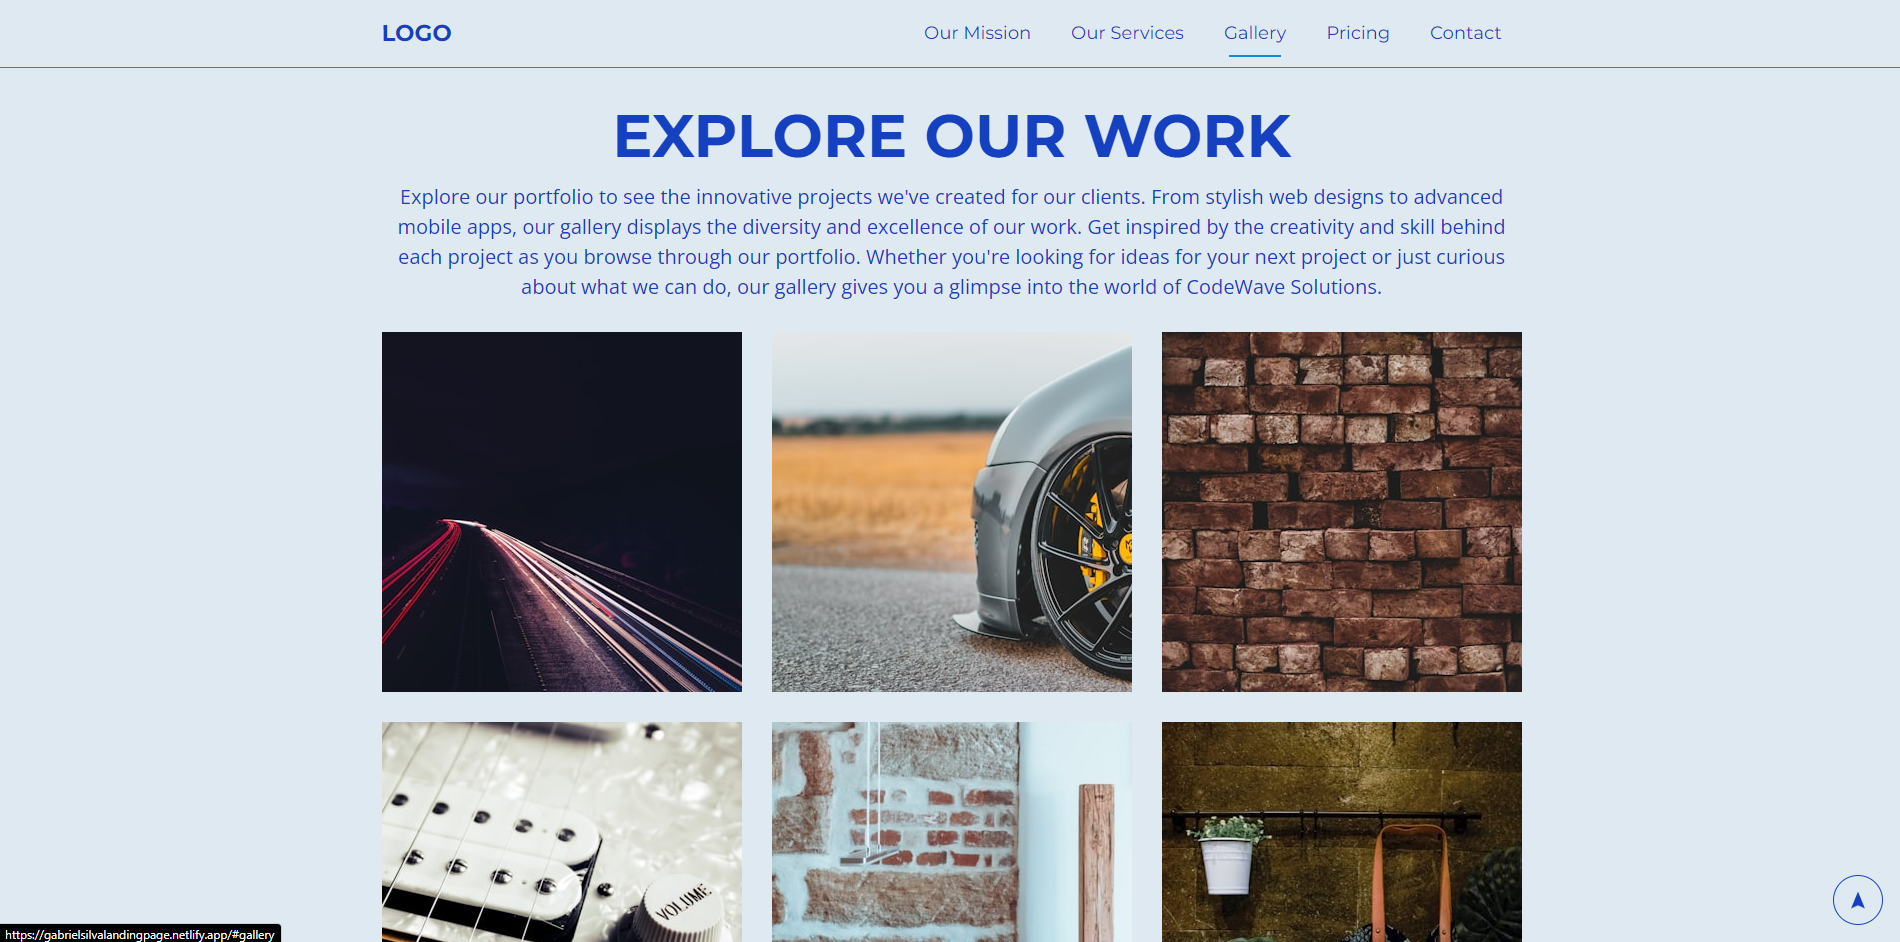 LOGO
Our Mission
Our Services
Gallery
Pricing
Contact
EXPLORE OUR WORK
Explore our portfolio to see the innovative projects we've created for our clients. From stylish web designs to advanced
mobile apps, our gallery displays the diversity and excellence of our work. Get inspired by the creativity and skill behind
each project as you browse through our portfolio. Whether you're looking for ideas for your next project or just curious
about what we can do, our gallery gives you a glimpse into the world of CodeWave Solutions.
VOLUME
https://gabrielsilvalandingpage.netlify.app/#gallery